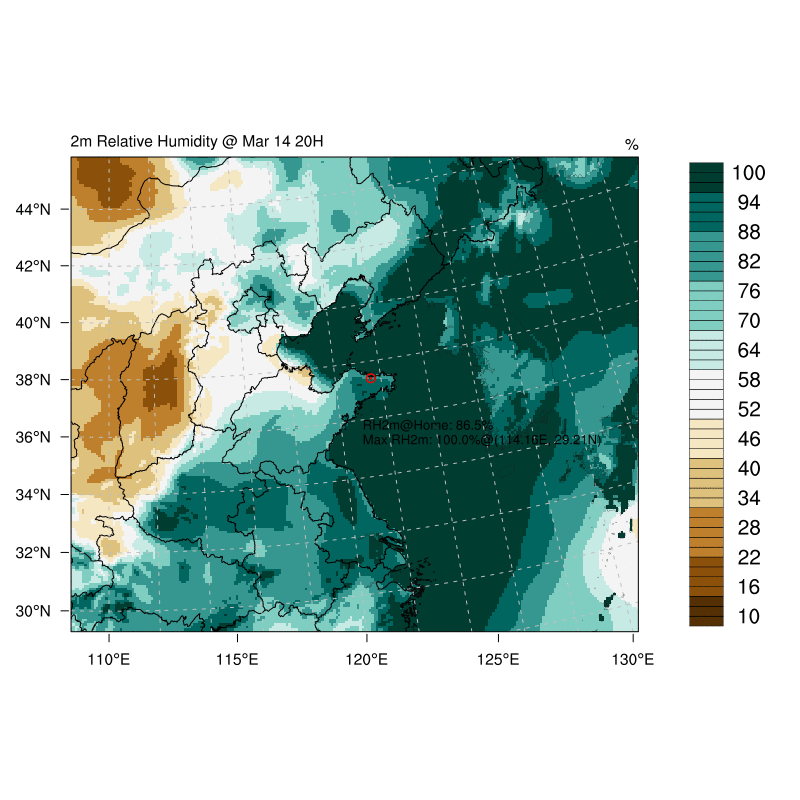 2m Relative Humidity @ Mar 14 20H
%
100
94
88
82
76
70
64
58
52
46
40
34
28
22
16
10
44°N
42°N
40°N
38°N
36°N
34°N
32°N
30°N
RH2m@Home: 86.5%
Max RH2m: 100.0%@(114.16E, 29.21N)
110°E 115°E 120°E 125°E 130°E